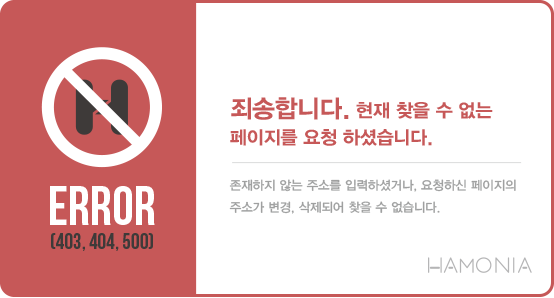 H
ERROR
(403, 404, 500)
죄송합니다. 현재 찾을 수 없는
페이지를 요청 하셨습니다.
존재하지 않는 주소를 입력하셨거나, 요청하신 페이지의
주소가 변경, 삭제되어 찾을 수 없습니다.
HAMONIA